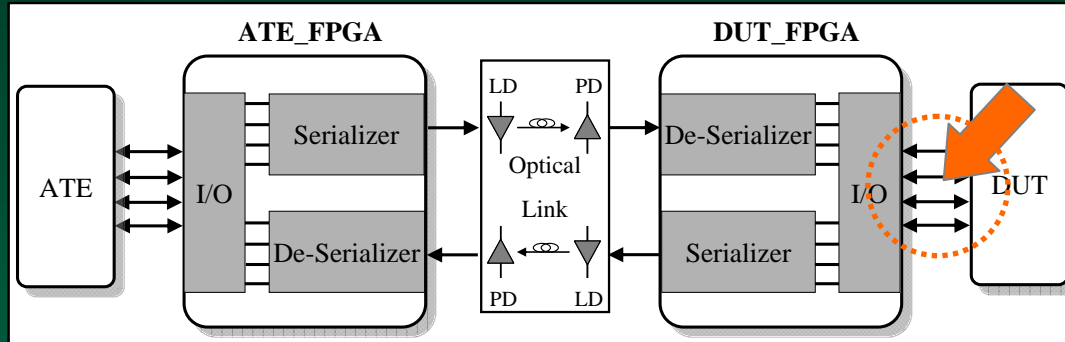 ATE_FPGA
DUT_FPGA
ATE
I/O
Serializer
De-Serializer
LD
PD
Optical
Link
PD
LD
De-Serializer
Serializer
I/O
DUT